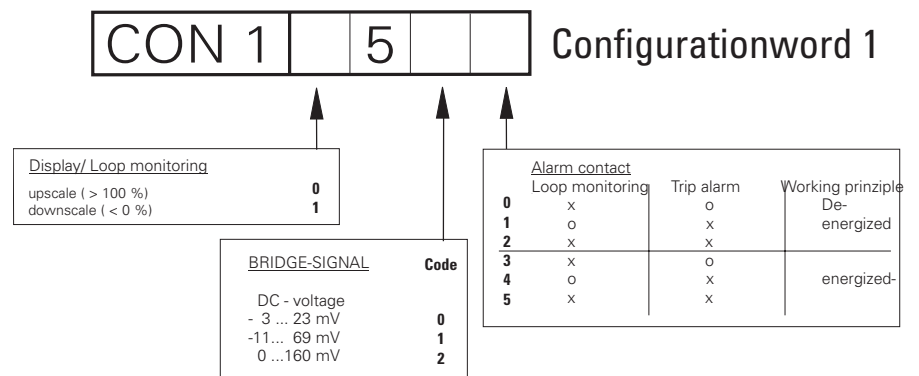 CON 1 5 Configurationword 1
Display/ Loop monitoring
upscale ( > 100 %) 0
downscale ( < 0 %) 1
BRIDGE-SIGNAL Code
DC - voltage
- 3 ... 23 mV 0
-11... 69 mV 1
0 ...160 mV 2
Alarm contact
Loop monitoring Trip alarm Working prinziple
0 x o De-
1 o x energized
2 x x
3 x o
4 o x energized-
5 x x